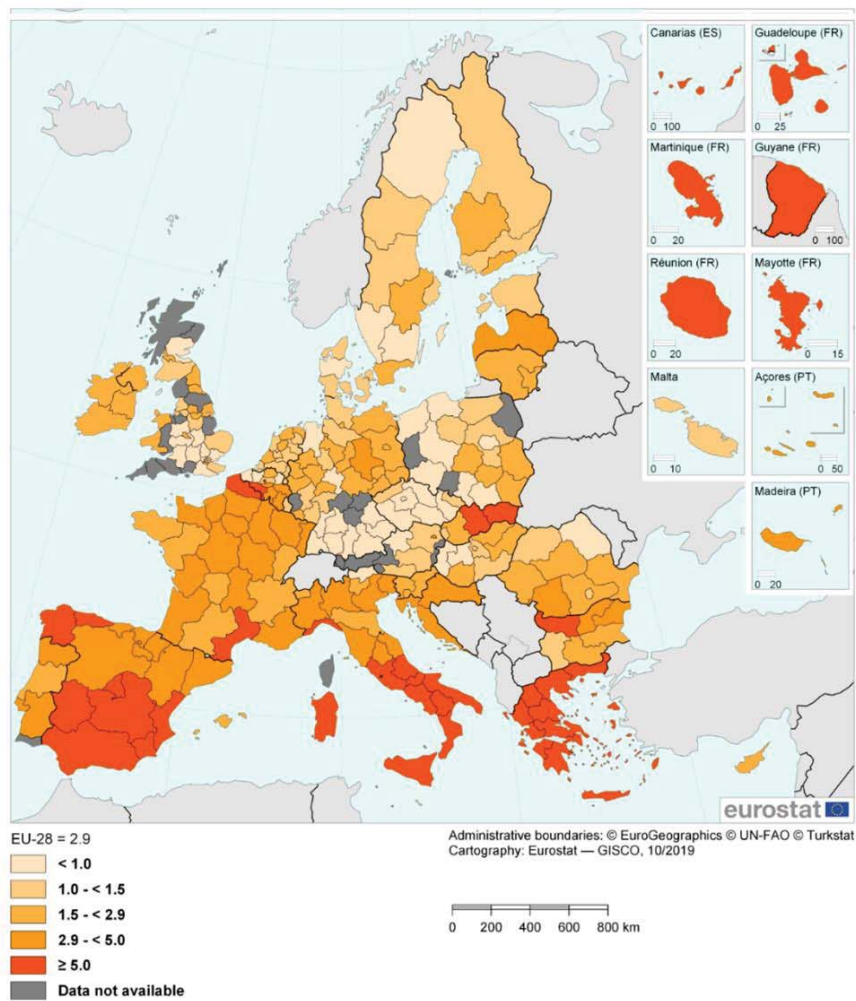 Canarias (ES)
0 100
Guadeloupe (FR)
0 25
Martinique (FR)
0 20
Guyane (FR)
0 100
Réunion (FR)
0 20
Mayotte (FR)
0 15
Malta
0 10
Açores (PT)
0 50
Madeira (PT)
0 20
eurostat
EU-28 = 2.9
< 1.0
1.0 - < 1.5
1.5 - < 2.9
2.9 - < 5.0
≥ 5.0
Data not available
Administrative boundaries: © EuroGeographics © UN-FAO © Turkstat
Cartography: Eurostat — GISCO, 10/2019
0 200 400 600 800 km